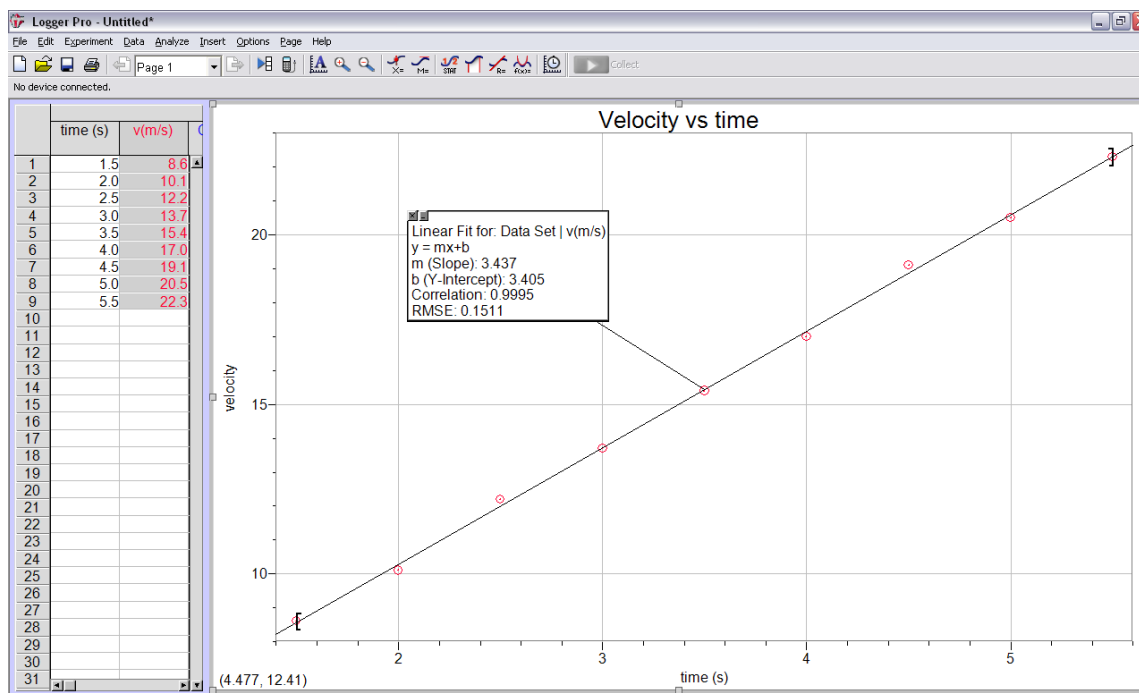 Logger Pro - Untitled*
File Edit Experiment Data Analyze Insert Options Page Help
Page 1 X= M= STAT R= f(x)= Collect
No device connected.
time (s) v(m/s)
1 1.5 8.6
2 2.0 10.1
3 2.5 12.2
4 3.0 13.7
5 3.5 15.4
6 4.0 17.0
7 4.5 19.1
8 5.0 20.5
9 5.5 22.3
10
11
12
13
14
15
16
17
18
19
20
21
22
23
24
25
26
27
28
29
30
31
Velocity vs time
Linear Fit for: Data Set | v(m/s)
y = mx+b
m (Slope): 3.437
b (Y-Intercept): 3.405
Correlation: 0.9995
RMSE: 0.1511
20
15
10
velocity
2 3 4 5
(4.477, 12.41)
time (s)